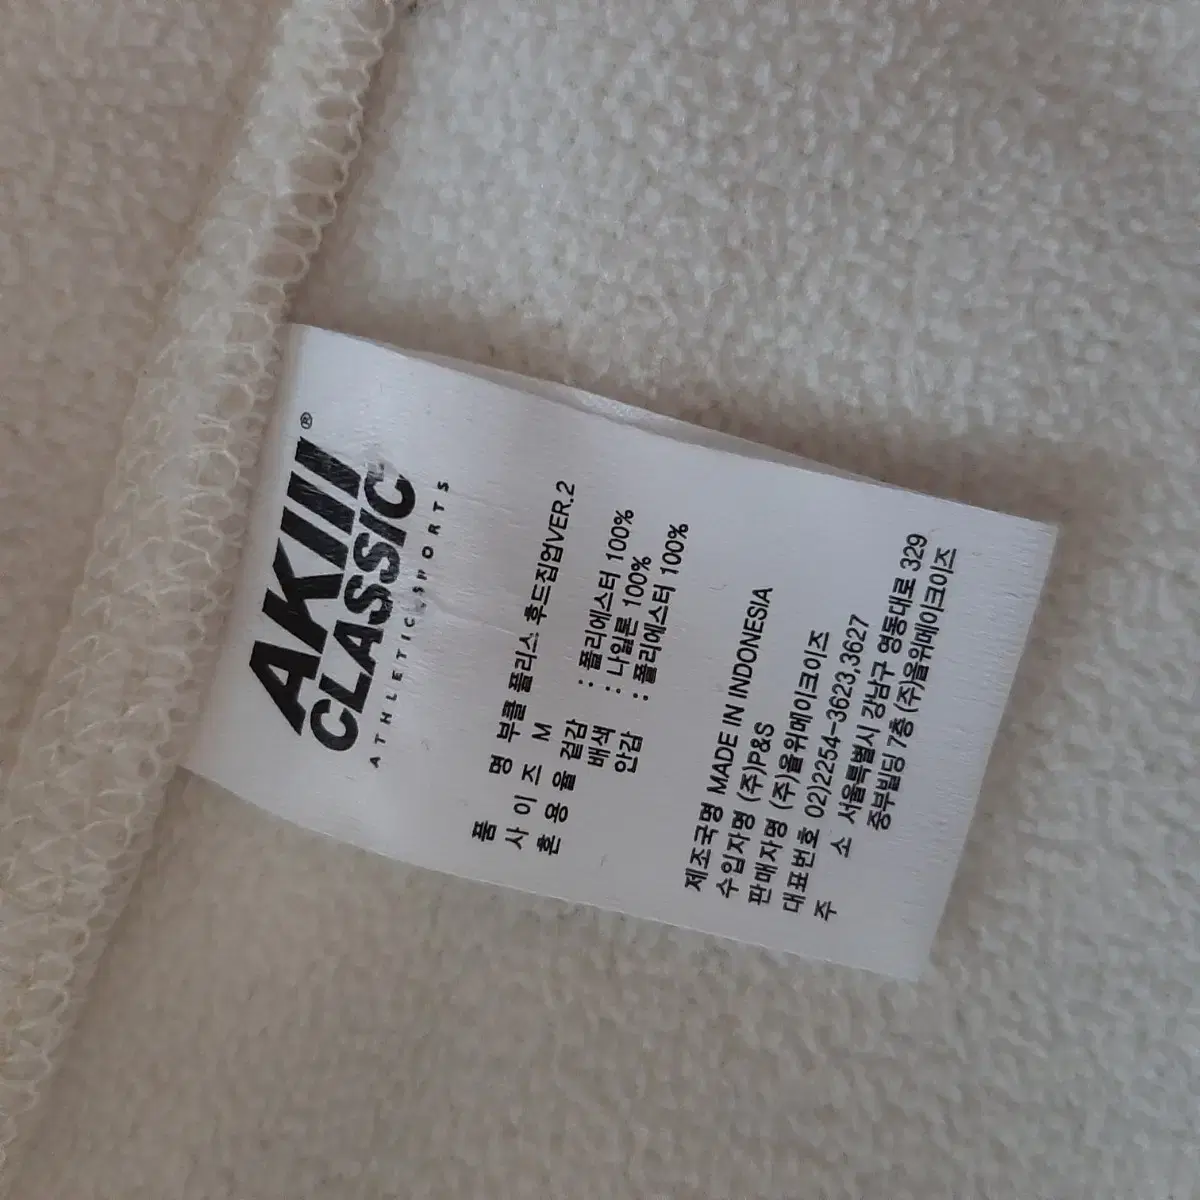 AKIII®
CLASSIC
ATHLETIC SPORTS
품 명 부클 플리스 후드집업VER.2
사 이 즈 M
혼 용 율 겉감 : 폴리에스터 100%
배색 : 나일론 100%
안감 : 폴리에스터 100%
제조국명 MADE IN INDONESIA
수입자명 (주)P&S
판매자명 (주)올위메이크이즈
대표번호 02)2254-3623,3627
주 소 서울특별시 강남구 영동대로 329
중부빌딩 7층 (주)올위메이크이즈